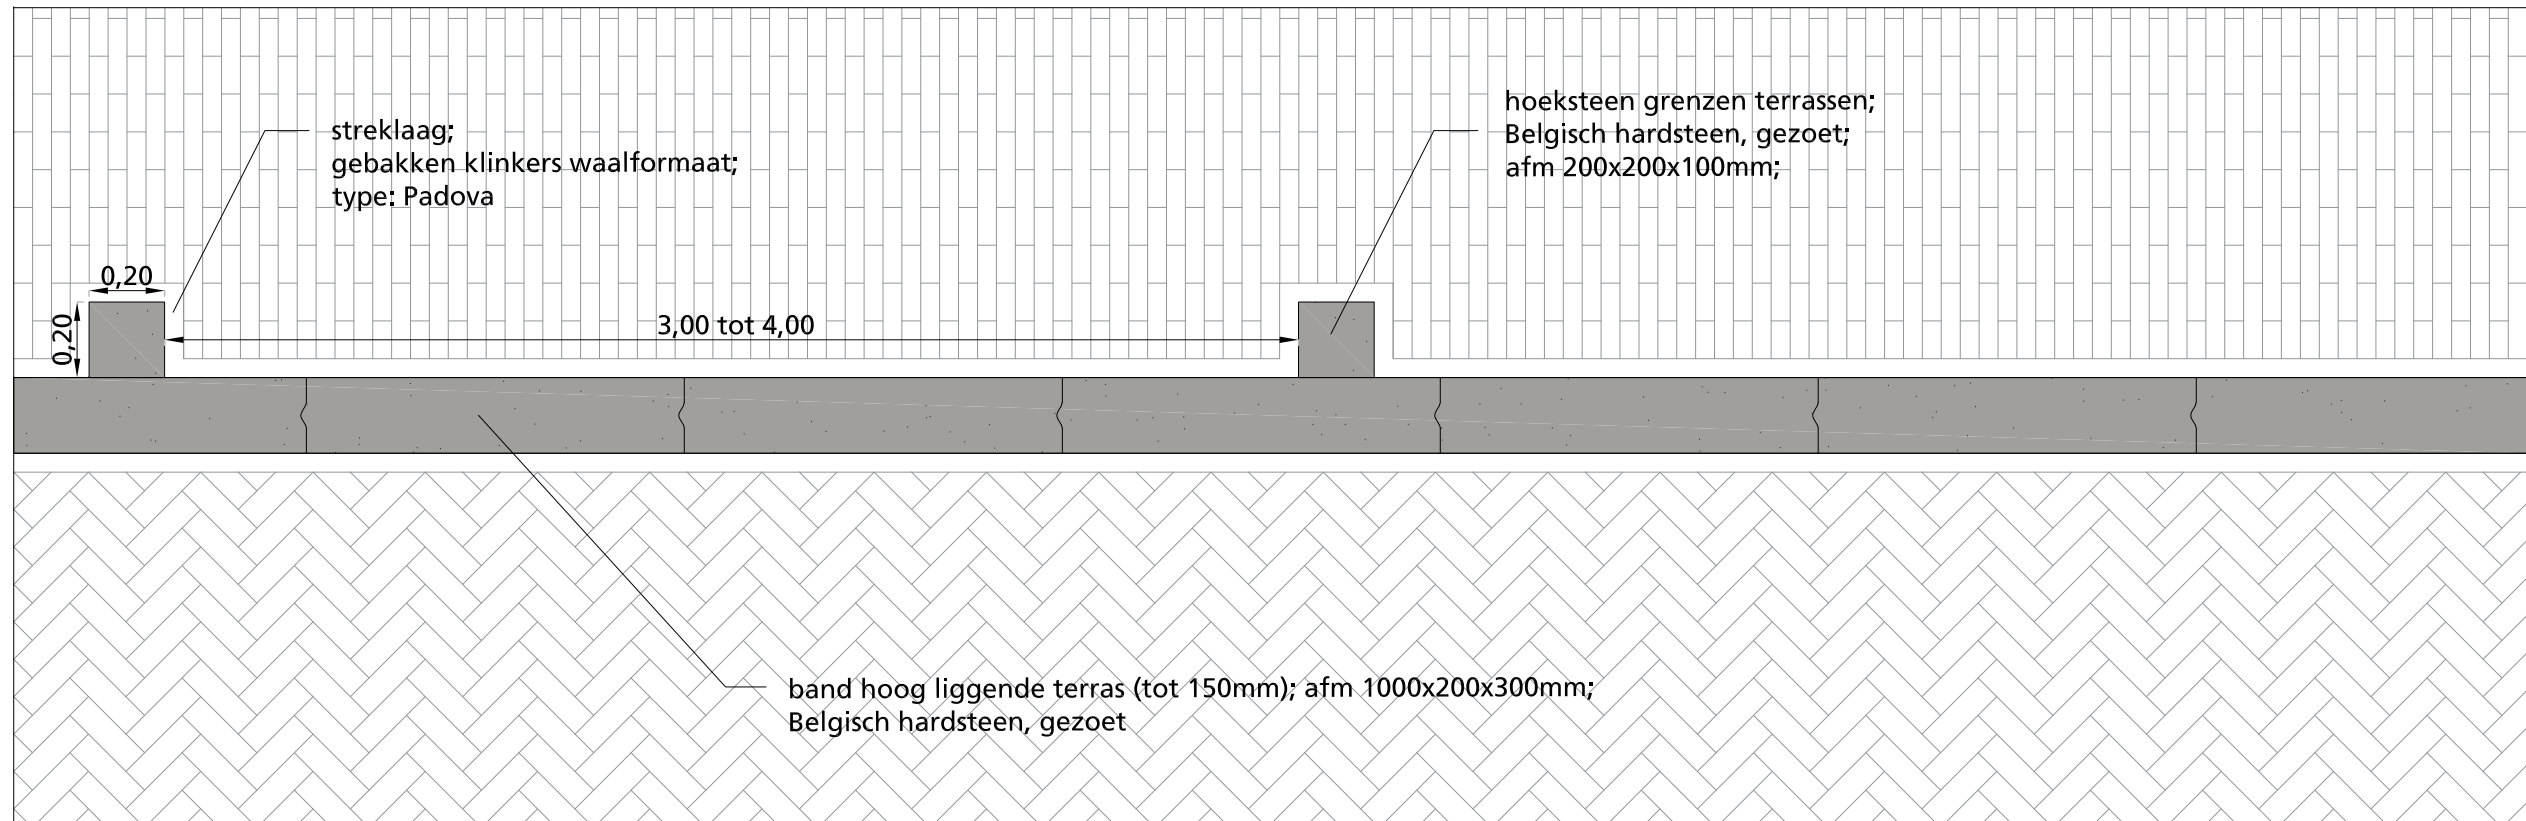 hoeksteen grenzen terrassen;
Belgisch hardsteen, gezoet;
afm 200x200x100mm;
streklaag;
gebakken klinkers waalformaat;
type: Padova
0,20
0,20
3,00 tot 4,00
band hoog liggende terras (tot 150mm); afm 1000x200x300mm;
Belgisch hardsteen, gezoet